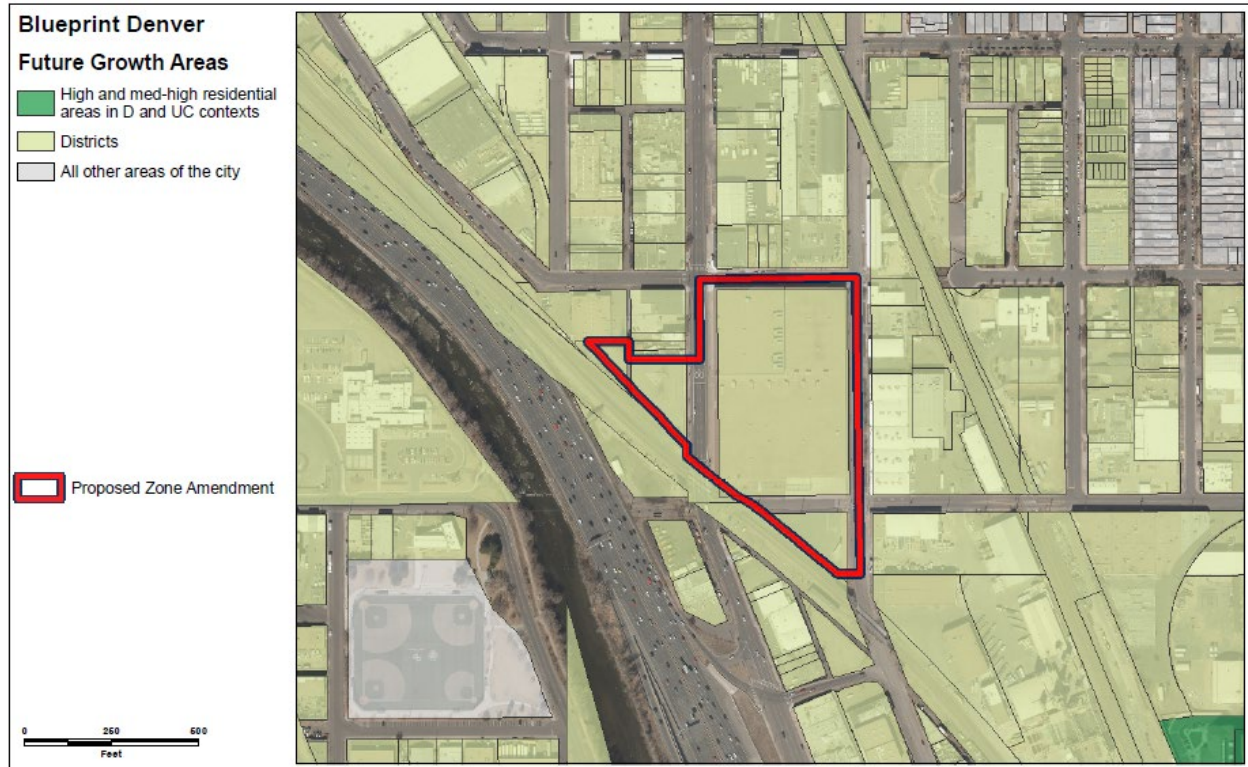 Blueprint Denver
Future Growth Areas
High and med-high residential
areas in D and UC contexts
Districts
All other areas of the city
Proposed Zone Amendment
0 250 500
Feet